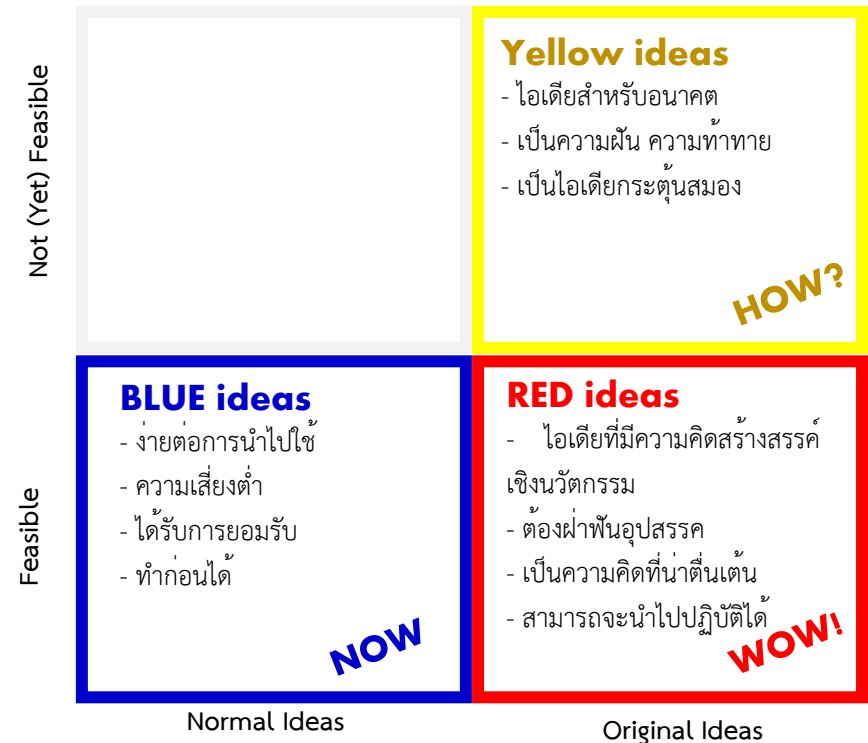 Not (Yet) Feasible
Yellow ideas
- ไอเดียสำหรับอนาคต
- เป็นความฝัน ความท้าทาย
- เป็นไอเดียกระตุ้นสมอง
HOW?
Feasible
BLUE ideas
- ง่ายต่อการนำไปใช้
- ความเสี่ยงต่ำ
- ได้รับการยอมรับ
- ทำก่อนได้
NOW
RED ideas
- ไอเดียที่มีความคิดสร้างสรรค์
เชิงนวัตกรรม
- ต้องฝ่าฟันอุปสรรค
- เป็นความคิดที่น่าตื่นเต้น
- สามารถจะนำไปปฏิบัติได้
WOW!
Normal Ideas
Original Ideas